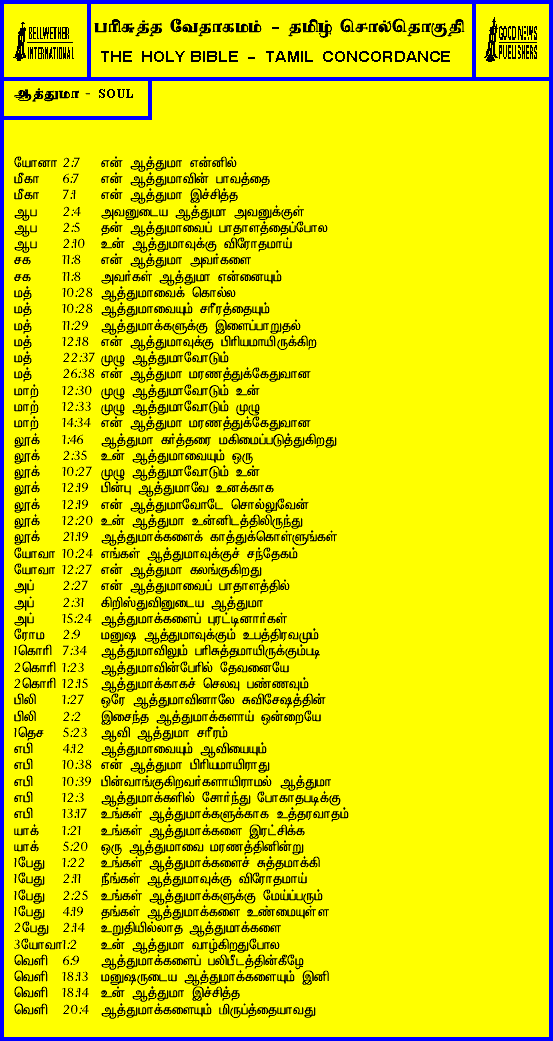 BELLWETHER
INTERNATIONAL
பரிசுத்த வேதாகமம் - தமிழ் சொல்தொகுதி
THE HOLY BIBLE - TAMIL CONCORDANCE
GOOD NEWS
PUBLISHERS
ஆத்துமா - SOUL
யோனா 2:7 என் ஆத்துமா என்னில்
மீகா 6:7 என் ஆத்துமாவின் பாவத்தை
மீகா 7:1 என் ஆத்துமா இச்சித்த
ஆப 2:4 அவனுடைய ஆத்துமா அவனுக்குள்
ஆப 2:5 தன் ஆத்துமாவைப் பாதாளத்தைப்போல
ஆப 2:10 உன் ஆத்துமாவுக்கு விரோதமாய்
சக 11:8 என் ஆத்துமா அவர்களை
சக 11:8 அவர்கள் ஆத்துமா என்னையும்
மத் 10:28 ஆத்துமாவைக் கொல்ல
மத் 10:28 ஆத்துமாவையும் சரீரத்தையும்
மத் 11:29 ஆத்துமாக்களுக்கு இளைப்பாறுதல்
மத் 12:18 என் ஆத்துமாவுக்கு பிரியமாயிருக்கிற
மத் 22:37 முழு ஆத்துமாவோடும்
மத் 26:38 என் ஆத்துமா மரணத்துக்கேதுவான
மாற் 12:30 முழு ஆத்துமாவோடும் உன்
மாற் 12:33 முழு ஆத்துமாவோடும் முழு
மாற் 14:34 என் ஆத்துமா மரணத்துக்கேதுவான
லூக் 1:46 ஆத்துமா கர்த்தரை மகிமைப்படுத்துகிறது
லூக் 2:35 உன் ஆத்துமாவையும் ஒரு
லூக் 10:27 முழு ஆத்துமாவோடும் உன்
லூக் 12:19 பின்பு ஆத்துமாவே உனக்காக
லூக் 12:19 என் ஆத்துமாவோடே சொல்லுவேன்
லூக் 12:20 உன் ஆத்துமா உன்னிடத்திலிருந்து
லூக் 21:19 ஆத்துமாக்களைக் காத்துக்கொள்ளுங்கள்
யோவா 10:24 எங்கள் ஆத்துமாவுக்குச் சந்தேகம்
யோவா 12:27 என் ஆத்துமா கலங்குகிறது
அப் 2:27 என் ஆத்துமாவைப் பாதாளத்தில்
அப் 2:31 கிறிஸ்துவினுடைய ஆத்துமா
அப் 15:24 ஆத்துமாக்களைப் புரட்டினார்கள்
ரோம 2:9 மனுஷ ஆத்துமாவுக்கும் உபத்திரவமும்
1கொரி 7:34 ஆத்துமாவிலும் பரிசுத்தமாயிருக்கும்படி
2கொரி 1:23 ஆத்துமாவின்பேரில் தேவனையே
2கொரி 12:15 ஆத்துமாக்காகச் செலவு பண்ணவும்
பிலி 1:27 ஒரே ஆத்துமாவினாலே சுவிசேஷத்தின்
பிலி 2:2 இசைந்த ஆத்துமாக்களாய் ஒன்றையே
1தெச 5:23 ஆவி ஆத்துமா சரீரம்
எபி 4:12 ஆத்துமாவையும் ஆவியையும்
எபி 10:38 என் ஆத்துமா பிரியமாயிராது
எபி 10:39 பின்வாங்குகிறவர்களாயிராமல் ஆத்துமா
எபி 12:3 ஆத்துமாக்களில் சோர்ந்து போகாதபடிக்கு
எபி 13:17 உங்கள் ஆத்துமாக்களுக்காக உத்தரவாதம்
யாக் 1:21 உங்கள் ஆத்துமாக்களை இரட்சிக்க
யாக் 5:20 ஒரு ஆத்துமாவை மரணத்தினின்று
1பேது 1:22 உங்கள் ஆத்துமாக்களைச் சுத்தமாக்கி
1பேது 2:11 நீங்கள் ஆத்துமாவுக்கு விரோதமாய்
1பேது 2:25 உங்கள் ஆத்துமாக்களுக்கு மேய்ப்பரும்
1பேது 4:19 தங்கள் ஆத்துமாக்களை உண்மையுள்ள
2பேது 2:14 உறுதியில்லாத ஆத்துமாக்களை
3யோவா1:2 உன் ஆத்துமா வாழ்கிறதுபோல
வெளி 6:9 ஆத்துமாக்களைப் பலிபீடத்தின்கீழே
வெளி 18:13 மனுஷருடைய ஆத்துமாக்களையும் இனி
வெளி 18:14 உன் ஆத்துமா இச்சித்த
வெளி 20:4 ஆத்துமாக்களையும் மிருப்த்தையாவது